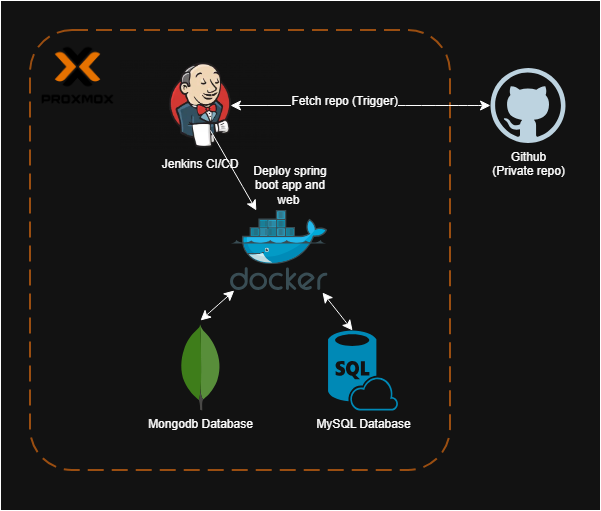 PROXMOX
Fetch repo (Trigger)
Jenkins CI/CD
Github
(Private repo)
Deploy spring
boot app and
web
docker
SQL
Mongodb Database
MySQL Database